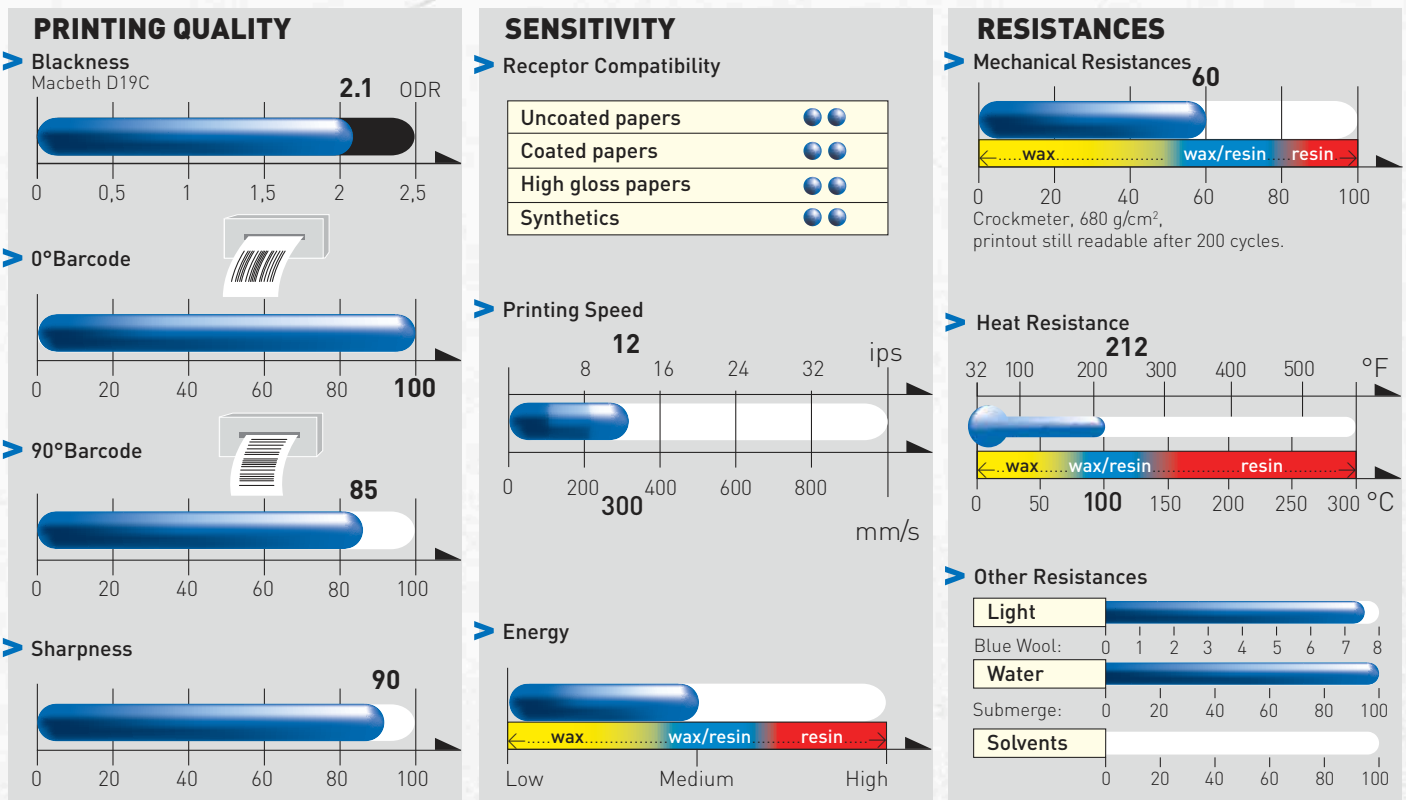 PRINTING QUALITY
> Blackness
Macbeth D19C
2.1 ODR
0 0,5 1 1,5 2 2,5
> 0°Barcode
0 20 40 60 80 100
> 90°Barcode
85
0 20 40 60 80 100
> Sharpness
90
0 20 40 60 80 100
SENSITIVITY
> Receptor Compatibility
Uncoated papers
Coated papers
High gloss papers
Synthetics
> Printing Speed
12
8 16 24 32 ips
0 200 400 600 800
300
mm/s
> Energy
wax wax/resin resin
Low Medium High
RESISTANCES
> Mechanical Resistances
60
wax wax/resin resin
0 20 40 60 80 100
Crockmeter, 680 g/cm²,
printout still readable after 200 cycles.
> Heat Resistance
212
32 100 200 300 400 500 °F
wax wax/resin resin
0 50 100 150 200 250 300 °C
> Other Resistances
Light
Blue Wool: 0 1 2 3 4 5 6 7 8
Water
Submerge: 0 20 40 60 80 100
Solvents
0 20 40 60 80 100